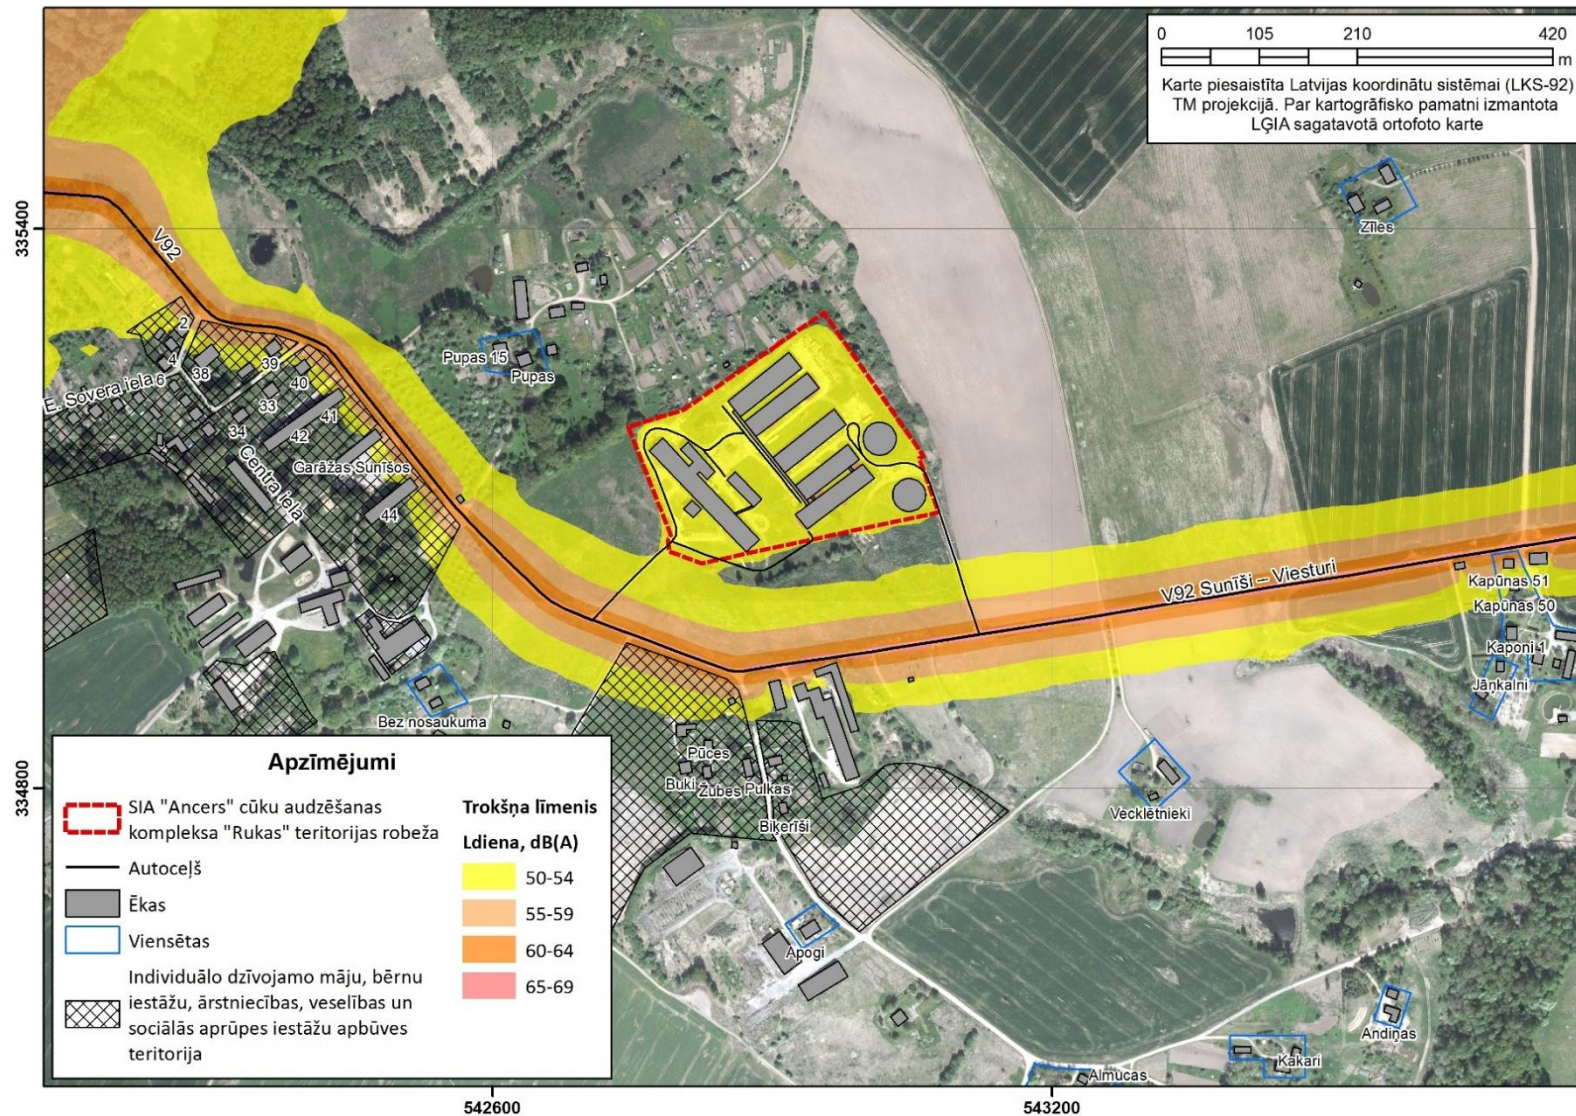 0 105 210 420
m
Karte piesaistīta Latvijas koordinātu sistēmai (LKS-92)
TM projekcijā. Par kartogrāfisko pamatni izmantota
LĢIA sagatavotā ortofoto karte
335400
334800
542600
543200
V92
Zīles
Pupas 15
Pupas
2
4
38
39
E. Sovera iela 6
40
33
41
34
42
Centra iela
Garāžas Sunīšos
44
V92 Sunīši – Viesturi
Kapūnas 51
Kapūnas 50
Kaponi 1
Jāņkalni
Bez nosaukuma
Pūces
Buki
Žubes
Pulkas
Biķerīši
Vecklētnieki
Apogi
Andiņas
Kakari
Almucas
Apzīmējumi
SIA "Ancers" cūku audzēšanas
kompleksa "Rukas" teritorijas robeža
Autoceļš
Ēkas
Viensētas
Individuālo dzīvojamo māju, bērnu
iestāžu, ārstniecības, veselības un
sociālās aprūpes iestāžu apbūves
teritorija
Trokšņa līmenis
Ldiena, dB(A)
50-54
55-59
60-64
65-69